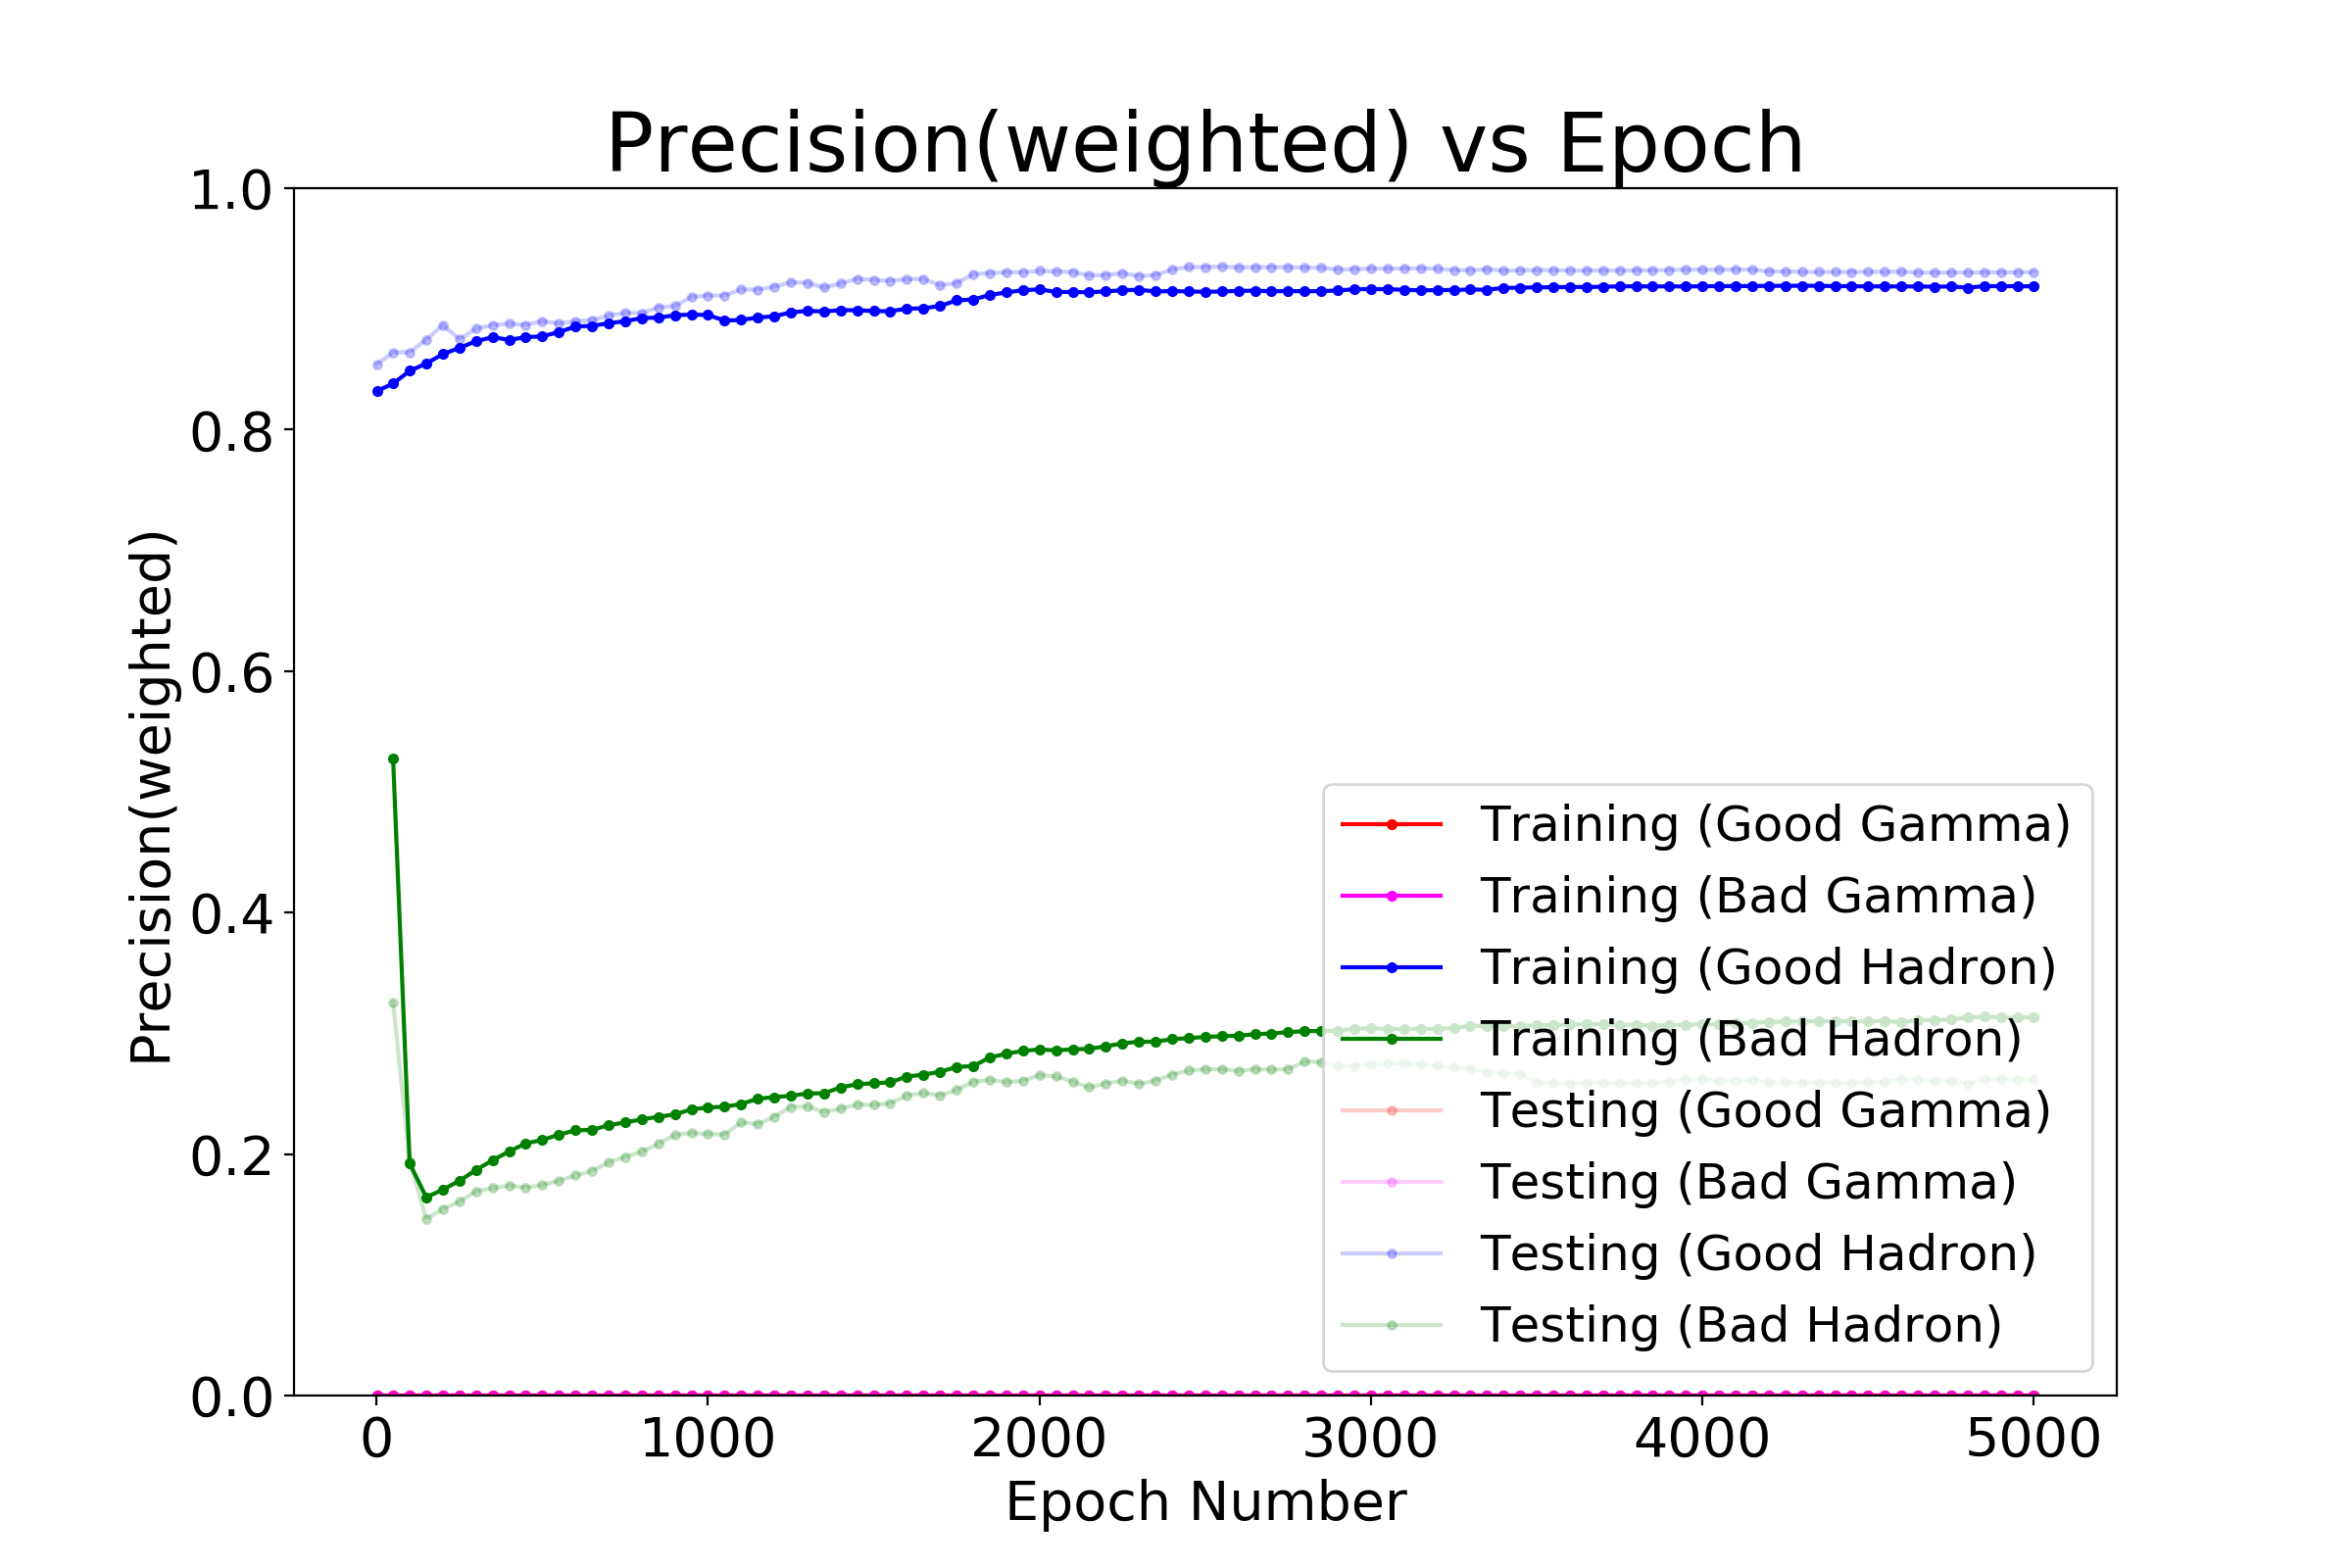 Precision(weighted) vs Epoch
Precision(weighted)
1.0
0.8
0.6
0.4
0.2
0.0
Training (Good Gamma)
Training (Bad Gamma)
Training (Good Hadron)
Training (Bad Hadron)
Testing (Good Gamma)
Testing (Bad Gamma)
Testing (Good Hadron)
Testing (Bad Hadron)
0 1000 2000 3000 4000 5000
Epoch Number